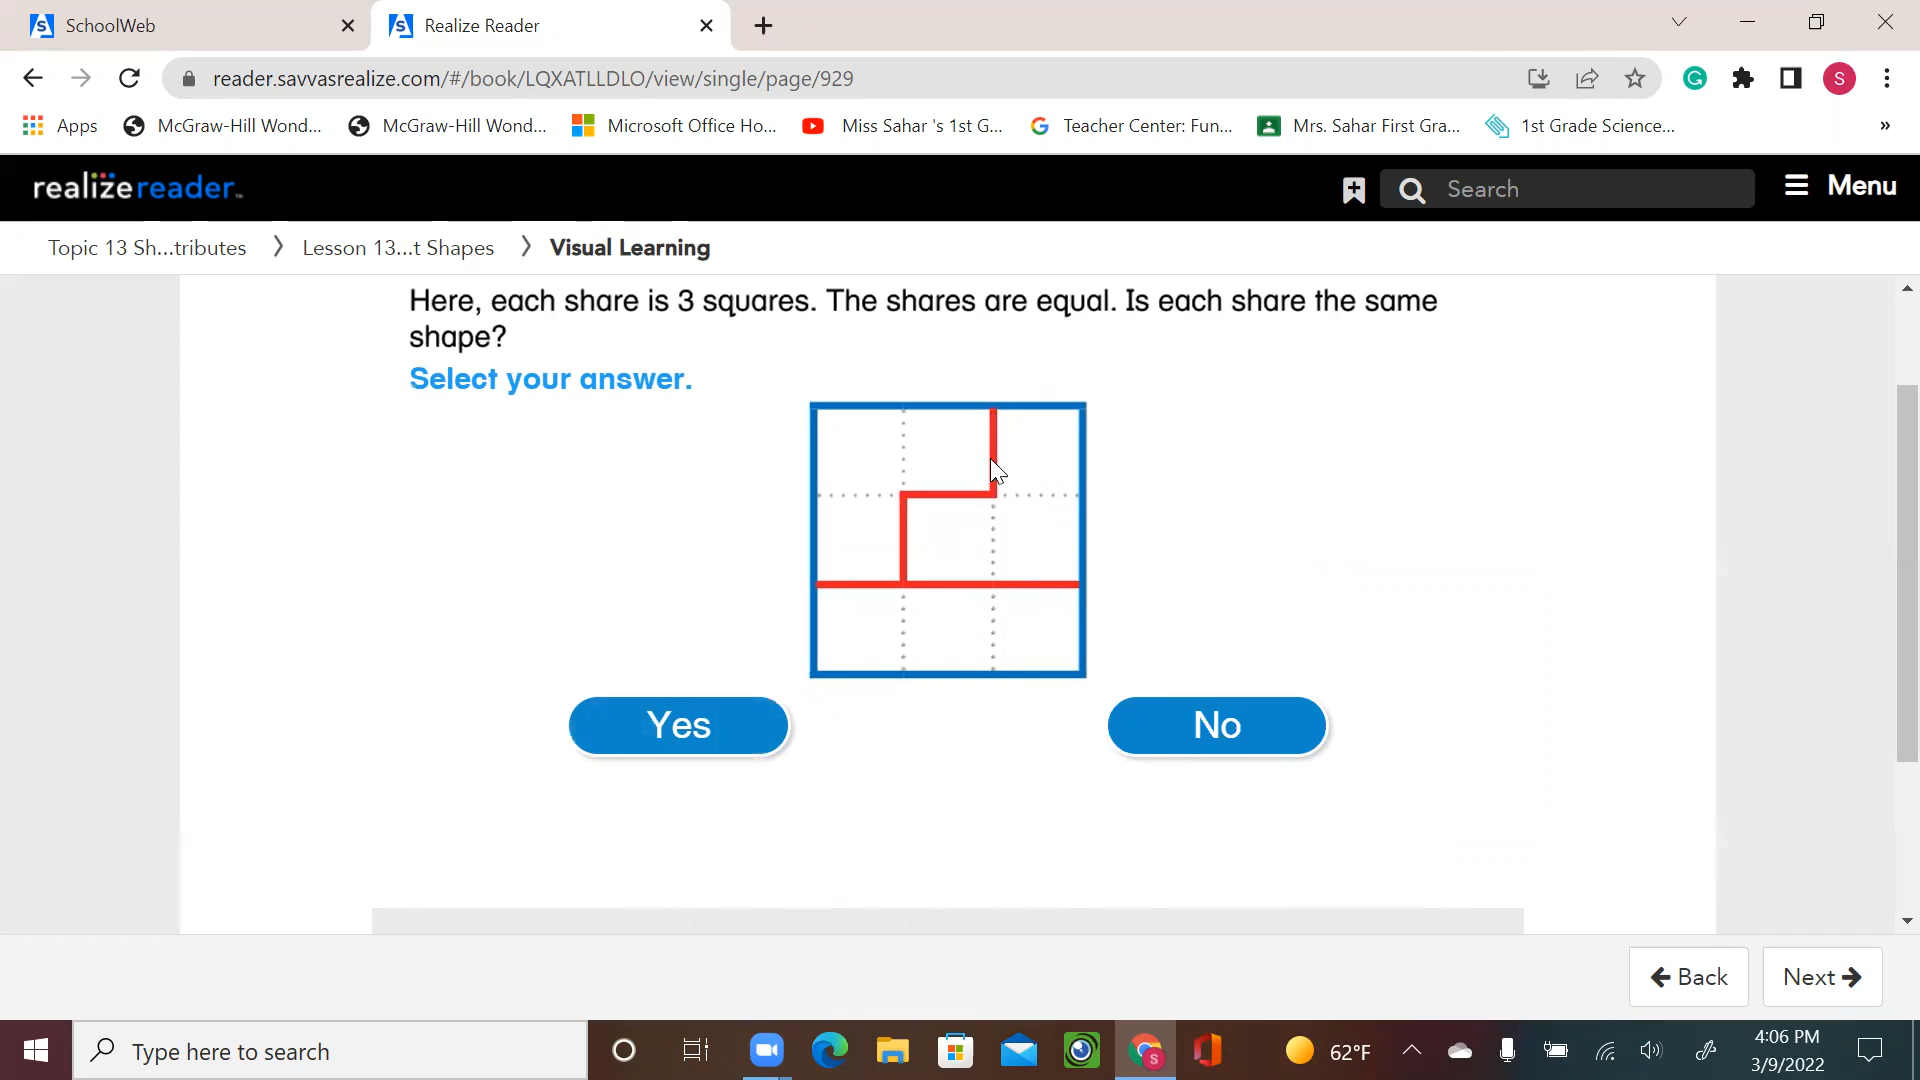 SchoolWeb
Realize Reader
reader.savvasrealize.com/#/book/LQXATLLDLO/view/single/page/929
S
Apps
McGraw-Hill Wond...
McGraw-Hill Wond...
Microsoft Office Ho...
Miss Sahar 's 1st G...
Teacher Center: Fun...
Mrs. Sahar First Gra...
1st Grade Science...
»
realizereader™
Search
Menu
Topic 13 Sh...tributes
Lesson 13...t Shapes
Visual Learning
Here, each share is 3 squares. The shares are equal. Is each share the same
shape?
Select your answer.
Yes
No
Back
Next
Type here to search
62°F
4:06 PM
3/9/2022